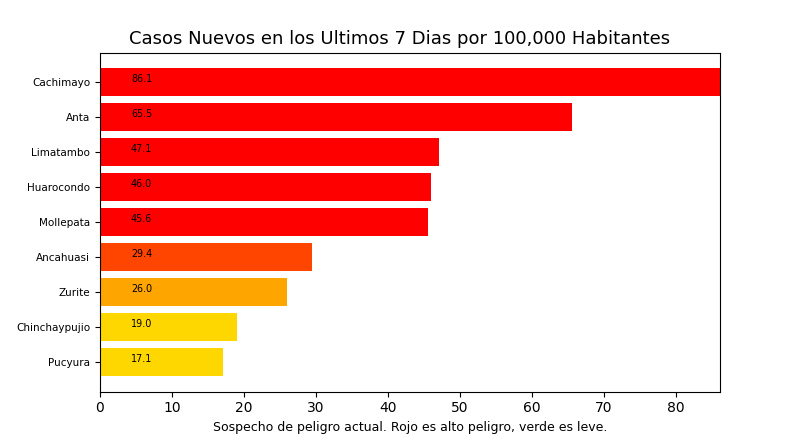 Casos Nuevos en los Ultimos 7 Dias por 100,000 Habitantes
Cachimayo 86.1
Anta 65.5
Limatambo 47.1
Huarocondo 46.0
Mollepata 45.6
Ancahuasi 29.4
Zurite 26.0
Chinchaypujio 19.0
Pucyura 17.1
0 10 20 30 40 50 60 70 80
Sospecho de peligro actual. Rojo es alto peligro, verde es leve.